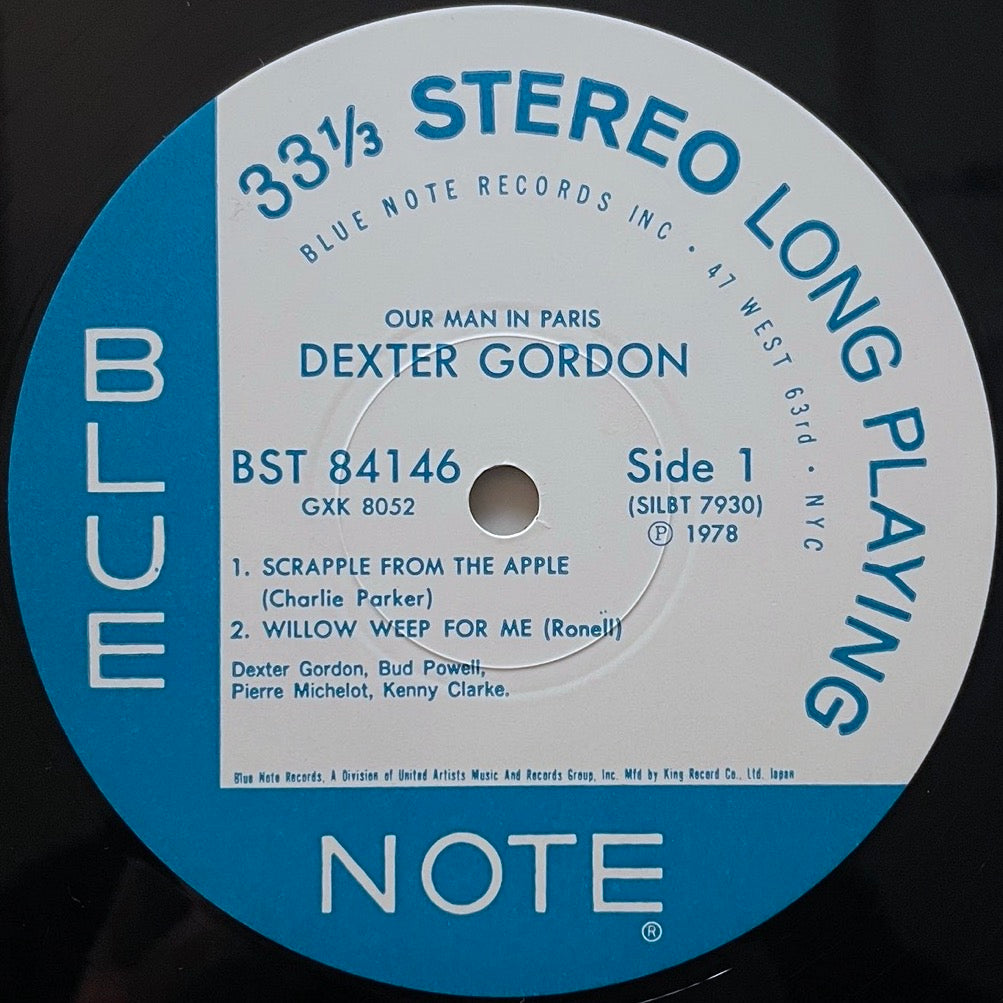 33⅓ STEREO LONG PLAYING
BLUE NOTE RECORDS INC • 47 WEST 63rd • NYC
OUR MAN IN PARIS
DEXTER GORDON
BST 84146
GXK 8052
Side 1
(SILBT 7930)
Ⓟ 1978
1. SCRAPPLE FROM THE APPLE
(Charlie Parker)
2. WILLOW WEEP FOR ME (Ronell)
Dexter Gordon, Bud Powell,
Pierre Michelot, Kenny Clarke.
Blue Note Records, A Division of United Artists Music And Records Group, Inc. Mfd by King Record Co., Ltd. Japan
BLUE
NOTE
®